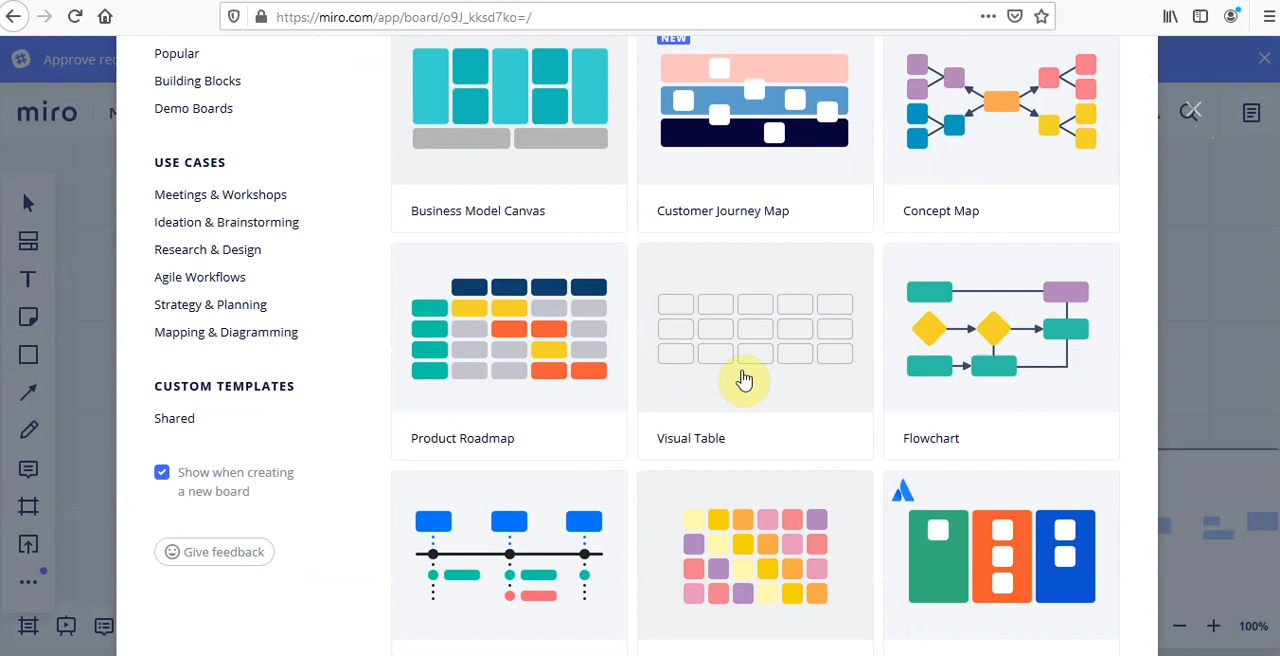 https://miro.com/app/board/o9J_kksd7ko=/
Approve rec
miro
Popular
Building Blocks
Demo Boards
USE CASES
Meetings & Workshops
Ideation & Brainstorming
Research & Design
Agile Workflows
Strategy & Planning
Mapping & Diagramming
CUSTOM TEMPLATES
Shared
Show when creating
a new board
Give feedback
NEW
Business Model Canvas
Customer Journey Map
Concept Map
Product Roadmap
Visual Table
Flowchart
100%